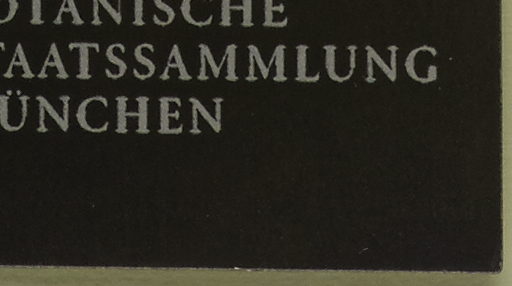 OTANISCHE
TAATSSAMMLUNG
ÜNCHEN